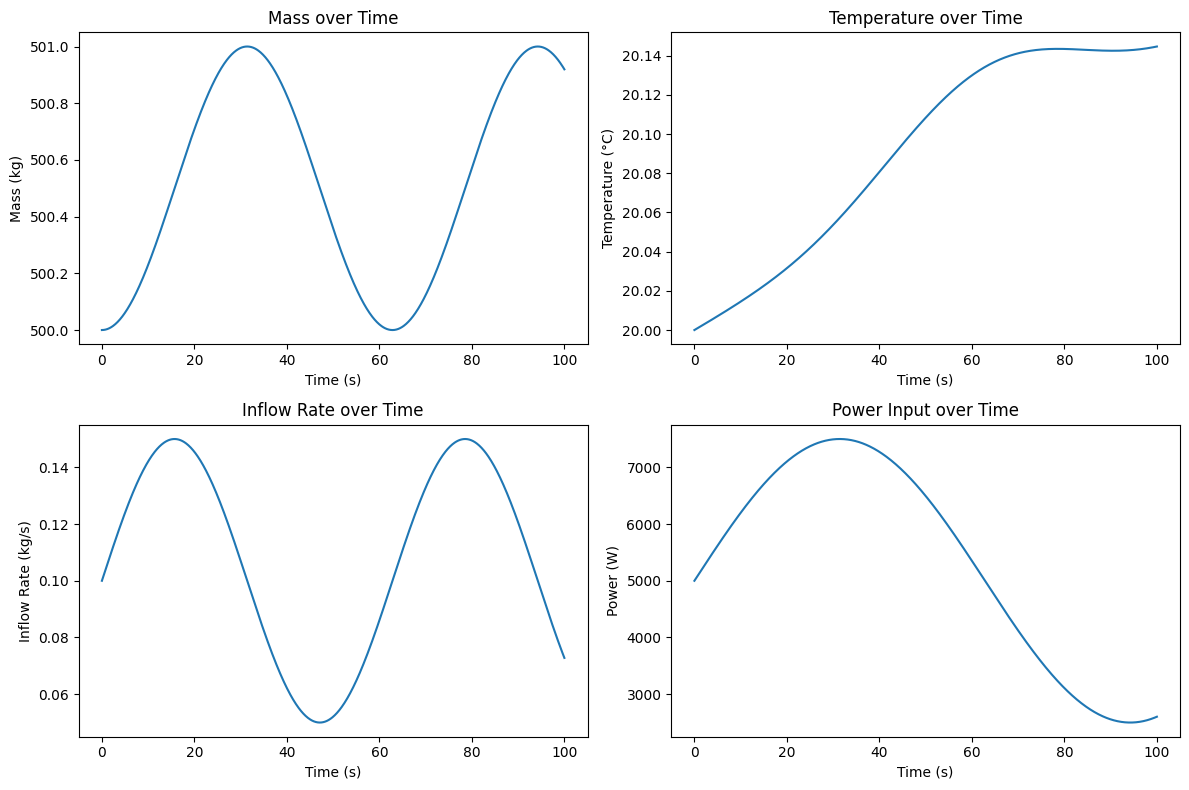 Mass over Time
501.0
500.8
500.6
500.4
500.2
500.0
Mass (kg)
0 20 40 60 80 100
Time (s)
Temperature over Time
20.14
20.12
20.10
20.08
20.06
20.04
20.02
20.00
Temperature (°C)
0 20 40 60 80 100
Time (s)
Inflow Rate over Time
0.14
0.12
0.10
0.08
0.06
Inflow Rate (kg/s)
0 20 40 60 80 100
Time (s)
Power Input over Time
7000
6000
5000
4000
3000
Power (W)
0 20 40 60 80 100
Time (s)